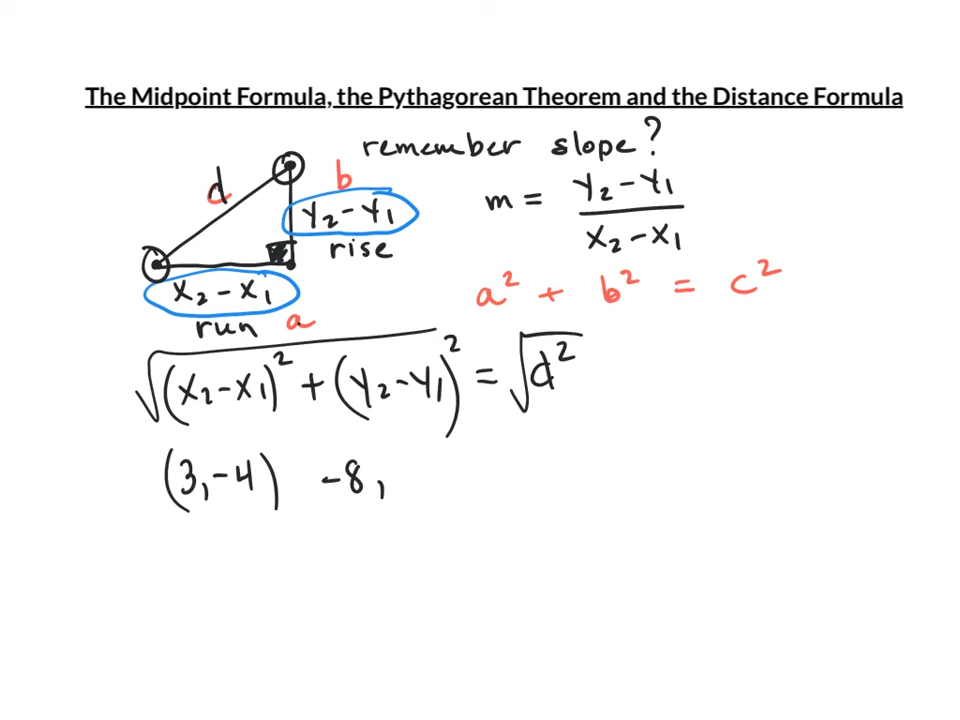 The Midpoint Formula, the Pythagorean Theorem and the Distance Formula
remember slope?
d b
m = y₂-y₁ / x₂-x₁
y₂-y₁
rise
x₂-x₁
a² + b² = c²
run a
√(x₂-x₁)² + (y₂-y₁)² = √d²
(3,-4) -8,